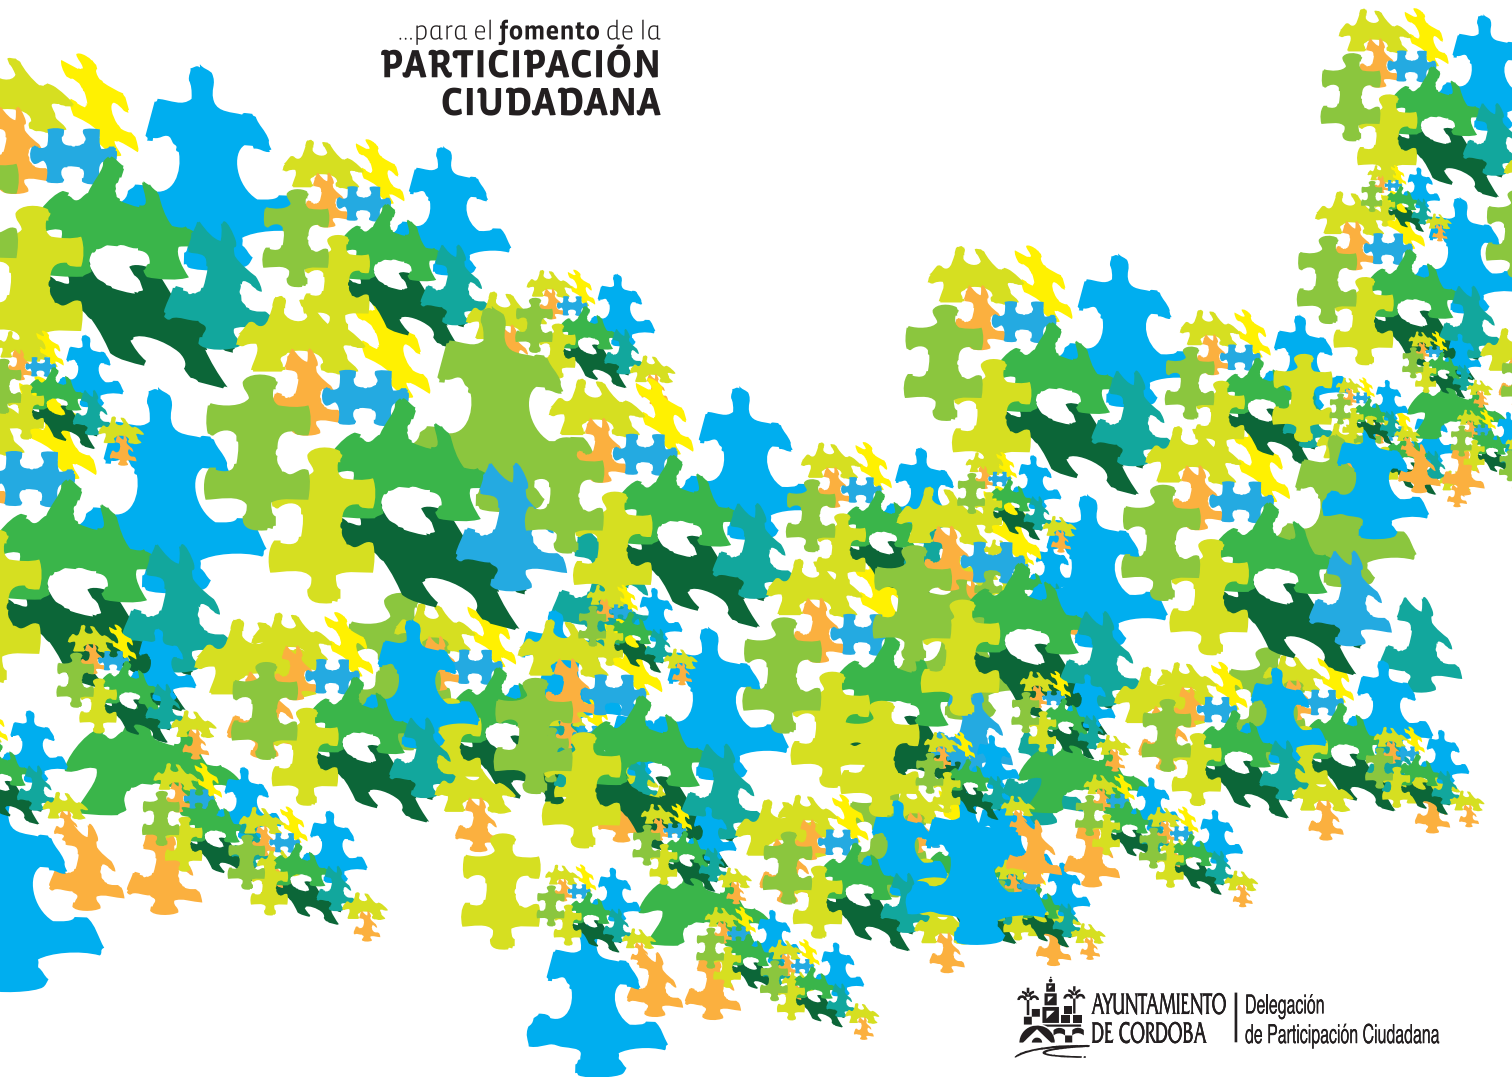 ...para el fomento de la
PARTICIPACIÓN
CIUDADANA
AYUNTAMIENTO
DE CORDOBA
Delegación
de Participación Ciudadana